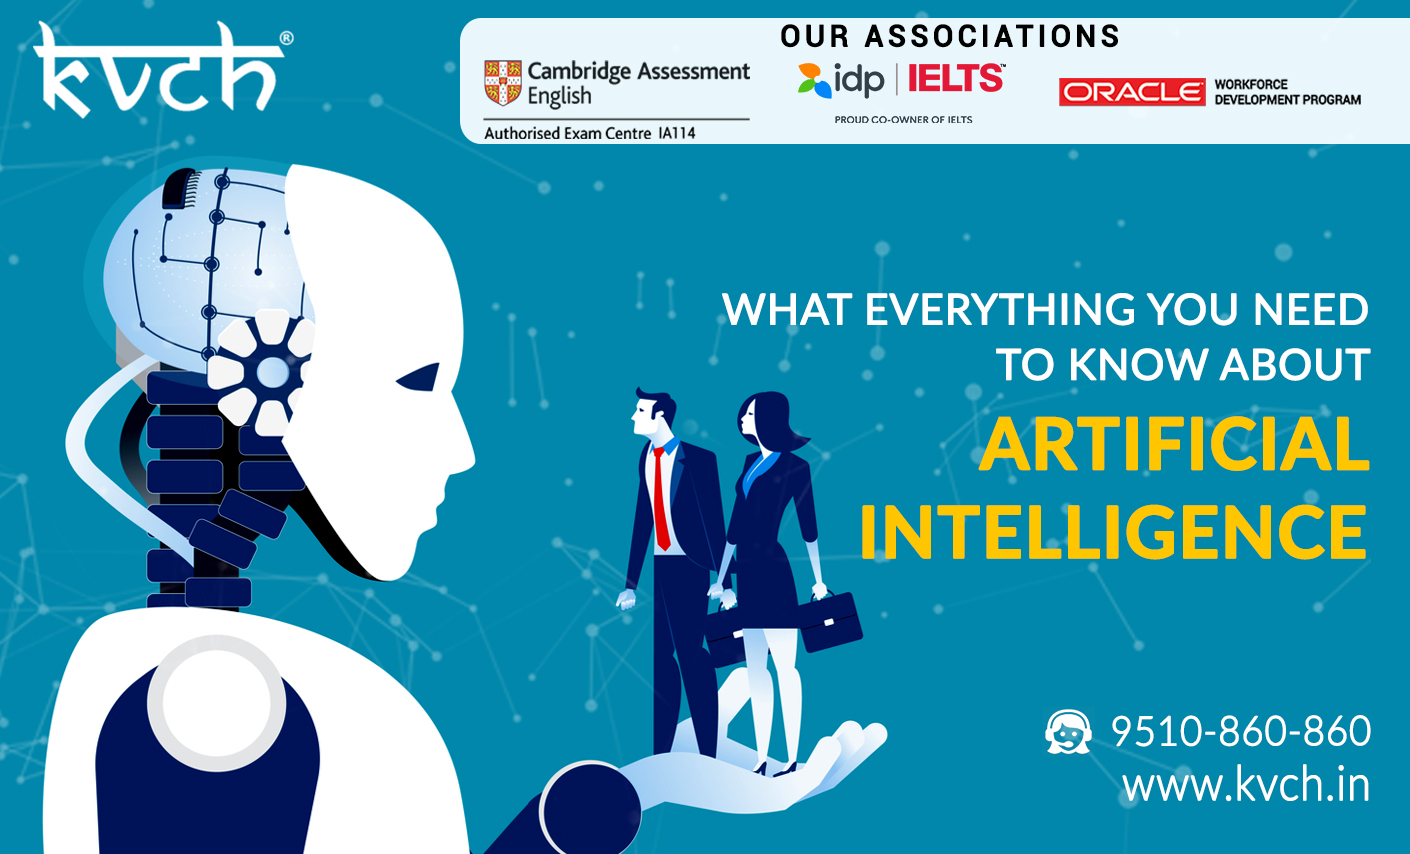 kvch®
OUR ASSOCIATIONS
Cambridge Assessment
English
Authorised Exam Centre IA114
idp | IELTS™
PROUD CO-OWNER OF IELTS
ORACLE
WORKFORCE
DEVELOPMENT PROGRAM
WHAT EVERYTHING YOU NEED
TO KNOW ABOUT
ARTIFICIAL
INTELLIGENCE
9510-860-860
www.kvch.in